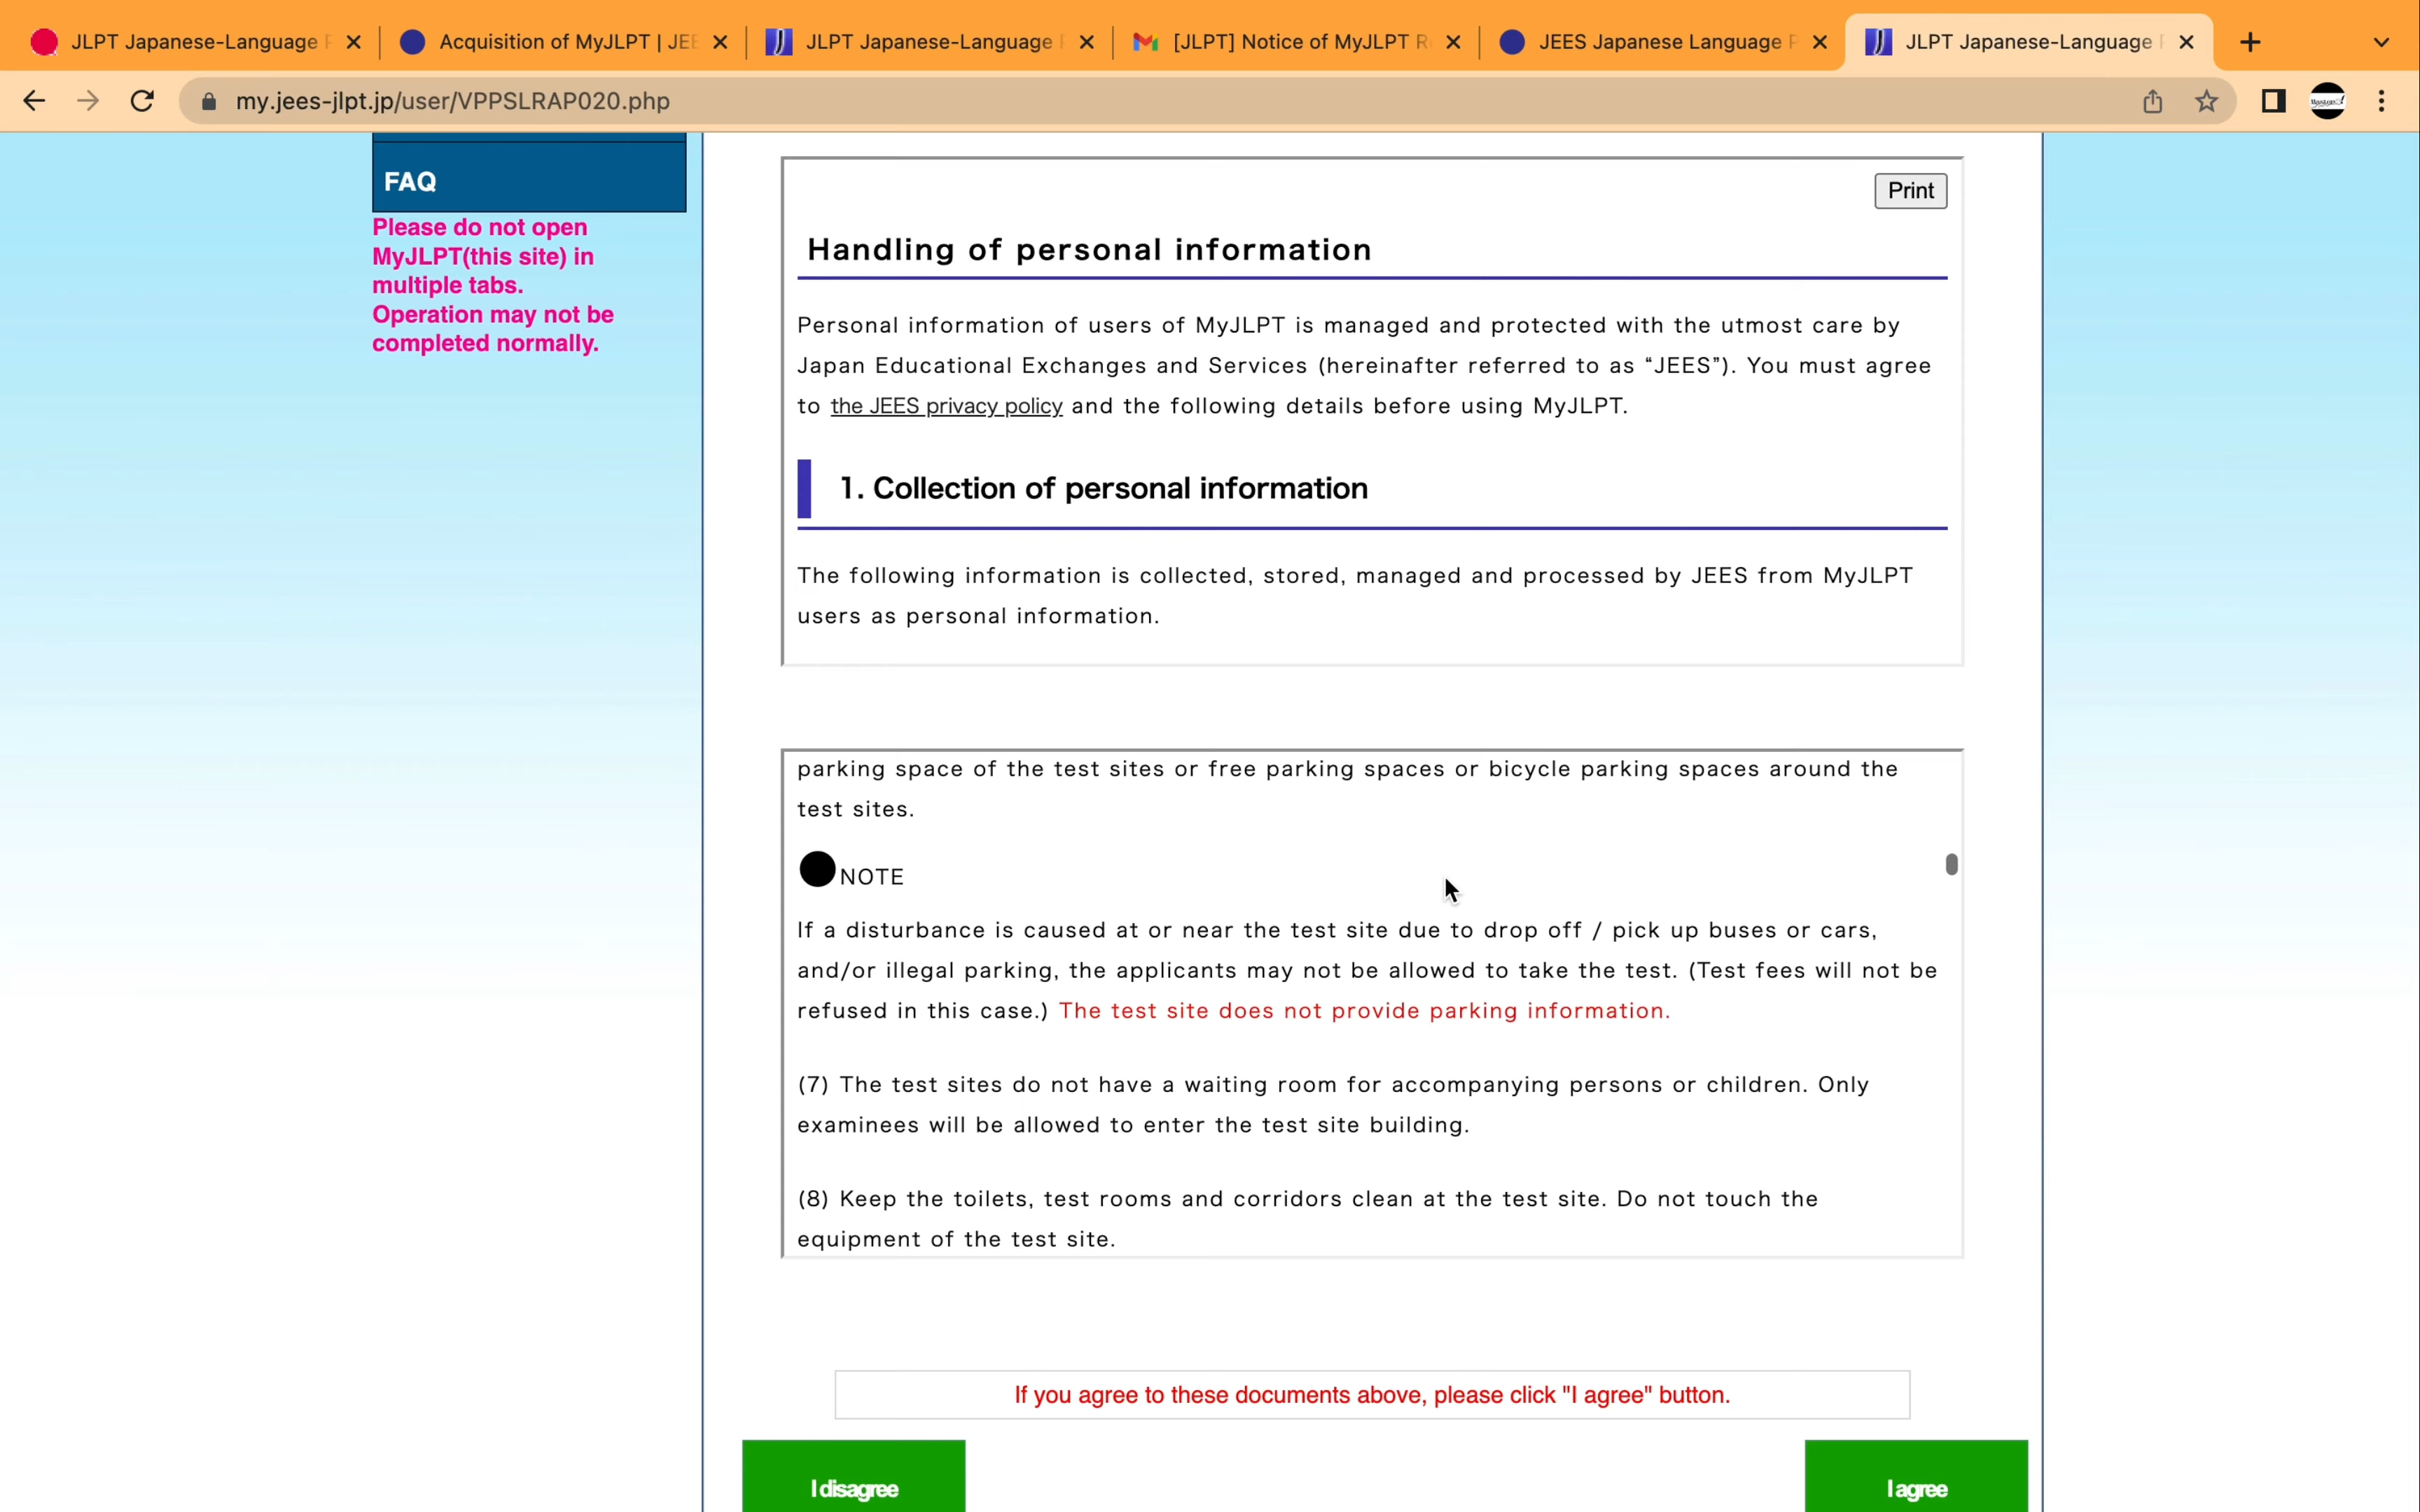 JLPT Japanese-Language
Acquisition of MyJLPT | JEE
JLPT Japanese-Language
[JLPT] Notice of MyJLPT R
JEES Japanese Language P
JLPT Japanese-Language
my.jees-jlpt.jp/user/VPPSLRAP020.php
FAQ
Please do not open
MyJLPT(this site) in
multiple tabs.
Operation may not be
completed normally.
Print
Handling of personal information
Personal information of users of MyJLPT is managed and protected with the utmost care by
Japan Educational Exchanges and Services (hereinafter referred to as “JEES”). You must agree
to the JEES privacy policy and the following details before using MyJLPT.
1. Collection of personal information
The following information is collected, stored, managed and processed by JEES from MyJLPT
users as personal information.
parking space of the test sites or free parking spaces or bicycle parking spaces around the
test sites.
●NOTE
If a disturbance is caused at or near the test site due to drop off / pick up buses or cars,
and/or illegal parking, the applicants may not be allowed to take the test. (Test fees will not be
refused in this case.) The test site does not provide parking information.
(7) The test sites do not have a waiting room for accompanying persons or children. Only
examinees will be allowed to enter the test site building.
(8) Keep the toilets, test rooms and corridors clean at the test site. Do not touch the
equipment of the test site.
If you agree to these documents above, please click "I agree" button.
I disagree
I agree